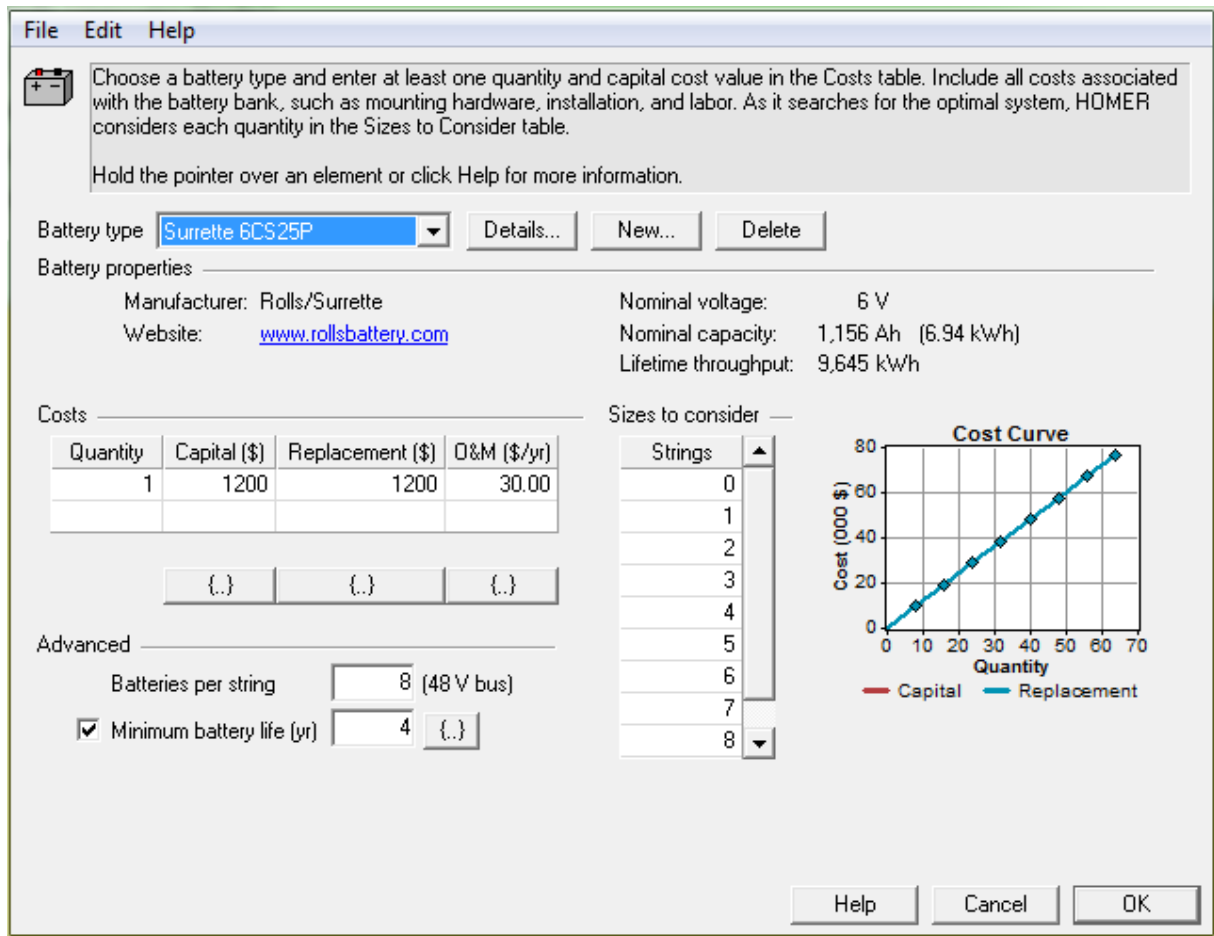 File Edit Help
Choose a battery type and enter at least one quantity and capital cost value in the Costs table. Include all costs associated
with the battery bank, such as mounting hardware, installation, and labor. As it searches for the optimal system, HOMER
considers each quantity in the Sizes to Consider table.
Hold the pointer over an element or click Help for more information.
Battery type Surrette 6CS25P Details... New... Delete
Battery properties
Manufacturer: Rolls/Surrette Nominal voltage: 6 V
Website: www.rollsbattery.com Nominal capacity: 1,156 Ah (6.94 kWh)
Lifetime throughput: 9,645 kWh
Costs
Quantity Capital ($) Replacement ($) O&M ($/yr)
1 1200 1200 30.00
{..} {..} {..}
Advanced
Batteries per string 8 (48 V bus)
Minimum battery life (yr) 4 {..}
Sizes to consider
Strings
0
1
2
3
4
5
6
7
8
Cost Curve
Cost (000 $)
80
60
40
20
0
0 10 20 30 40 50 60 70
Quantity
Capital Replacement
Help Cancel OK